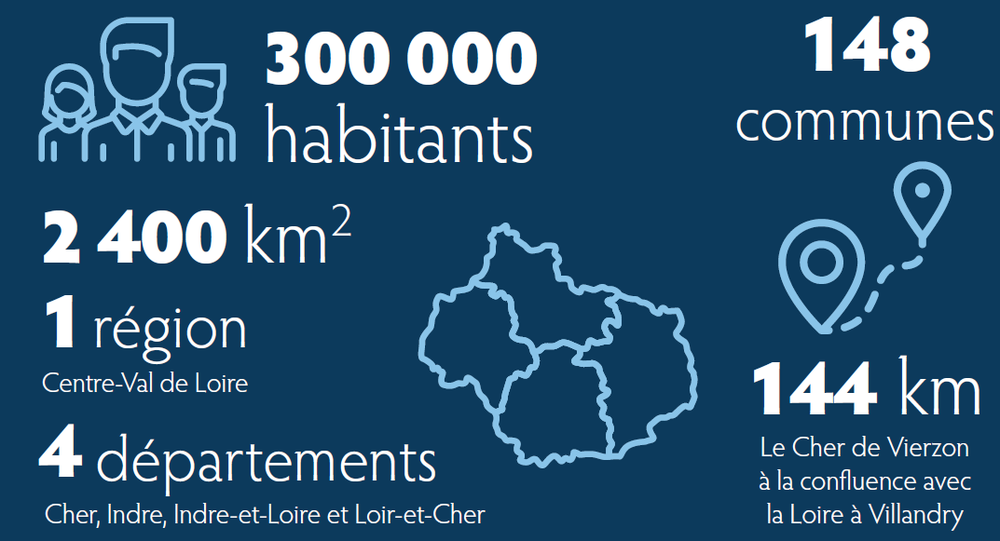 300 000
habitants
148
communes
2 400 km²
1 région
Centre-Val de Loire
4 départements
Cher, Indre, Indre-et-Loire et Loir-et-Cher
144 km
Le Cher de Vierzon
à la confluence avec
la Loire à Villandry